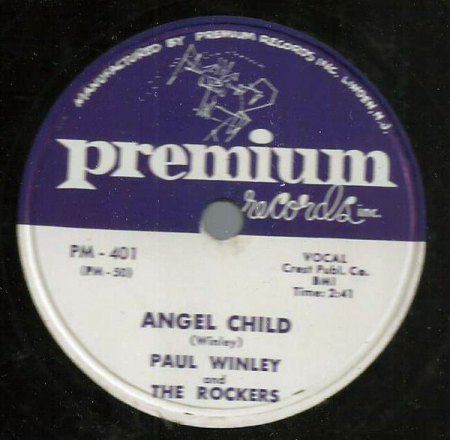 MANUFACTURED BY PREMIUM RECORDS INC. LINDEN, N.J.
premium
records inc.
PM - 401
(PM - 50)
VOCAL
Crest Publ. Co.
BMI
Time: 2:41
ANGEL CHILD
(Winley)
PAUL WINLEY
and
THE ROCKERS